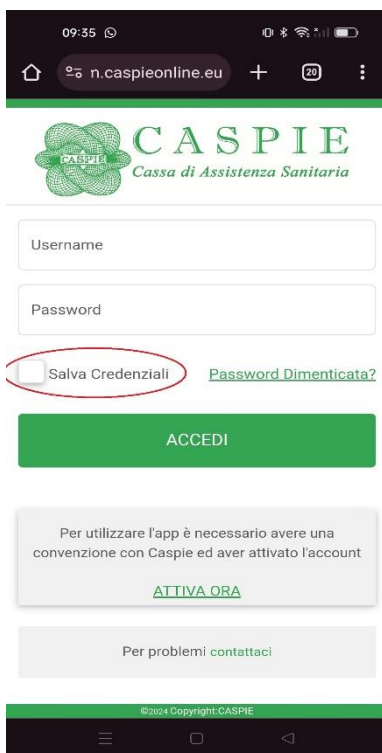 09:35
n.caspieonline.eu
20
CASPIE
CASPIE
Cassa di Assistenza Sanitaria
Username
Password
Salva Credenziali Password Dimenticata?
ACCEDI
Per utilizzare l'app è necessario avere una
convenzione con Caspie ed aver attivato l'account
ATTIVA ORA
Per problemi contattaci
©2024 Copyright:CASPIE